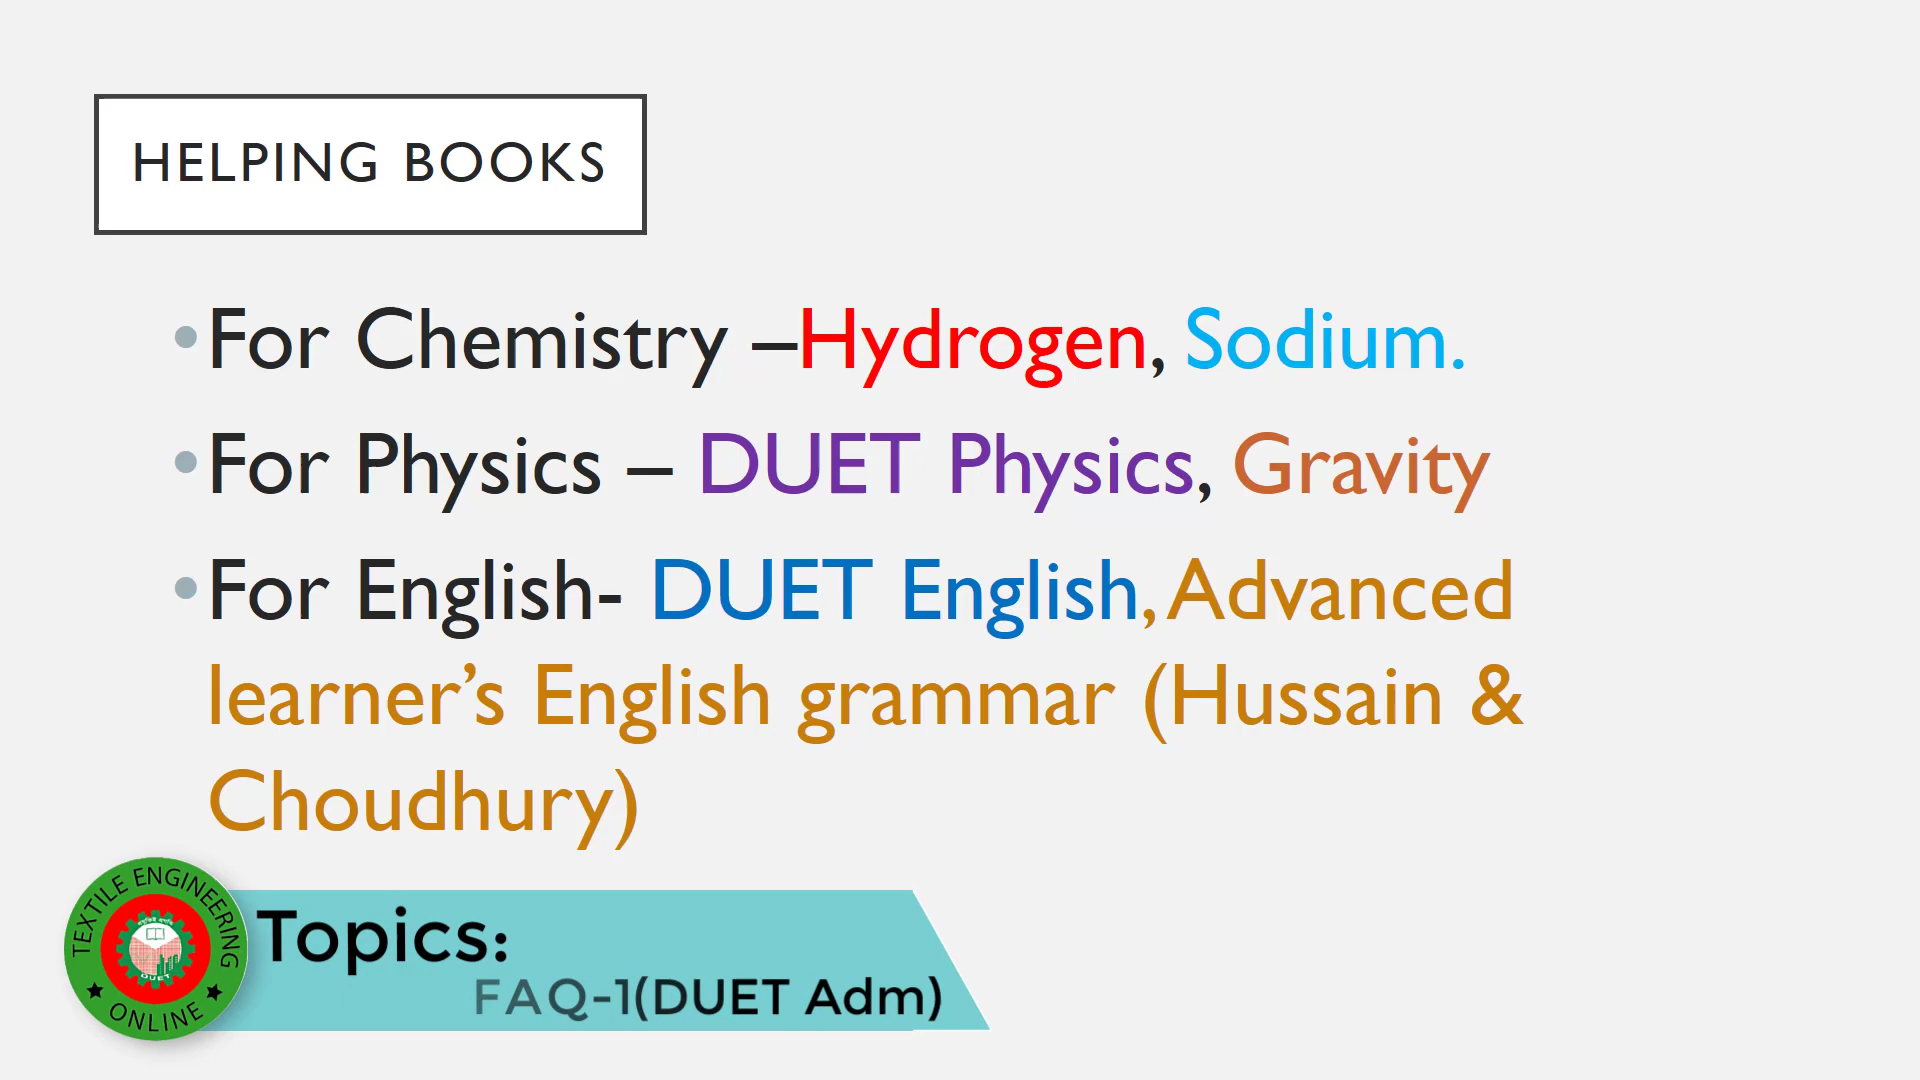 HELPING BOOKS
•For Chemistry –Hydrogen, Sodium.
•For Physics – DUET Physics, Gravity
•For English- DUET English, Advanced
learner’s English grammar (Hussain &
Choudhury)
TEXTILE ENGINEERING
DUET
★ ONLINE ★
Topics:
FAQ-1(DUET Adm)